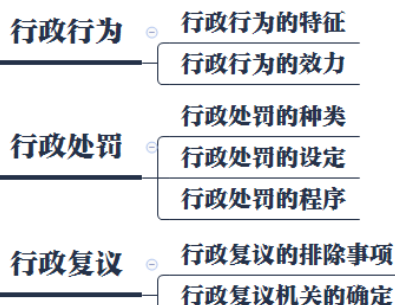 行政行为
行政行为的特征
行政行为的效力
行政处罚
行政处罚的种类
行政处罚的设定
行政处罚的程序
行政复议
行政复议的排除事项
行政复议机关的确定